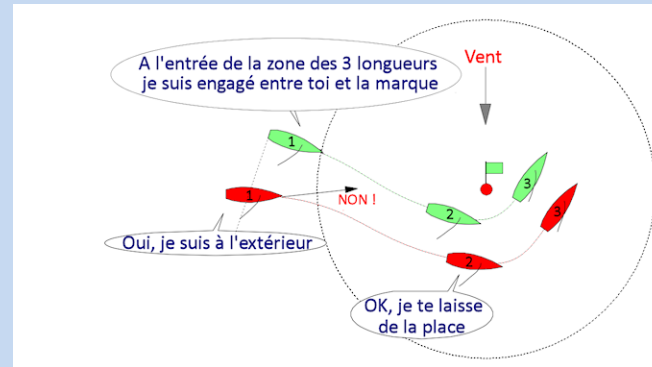 A l'entrée de la zone des 3 longueurs
je suis engagé entre toi et la marque
Vent
1
3
1
NON !
2
3
Oui, je suis à l'extérieur
2
OK, je te laisse
de la place